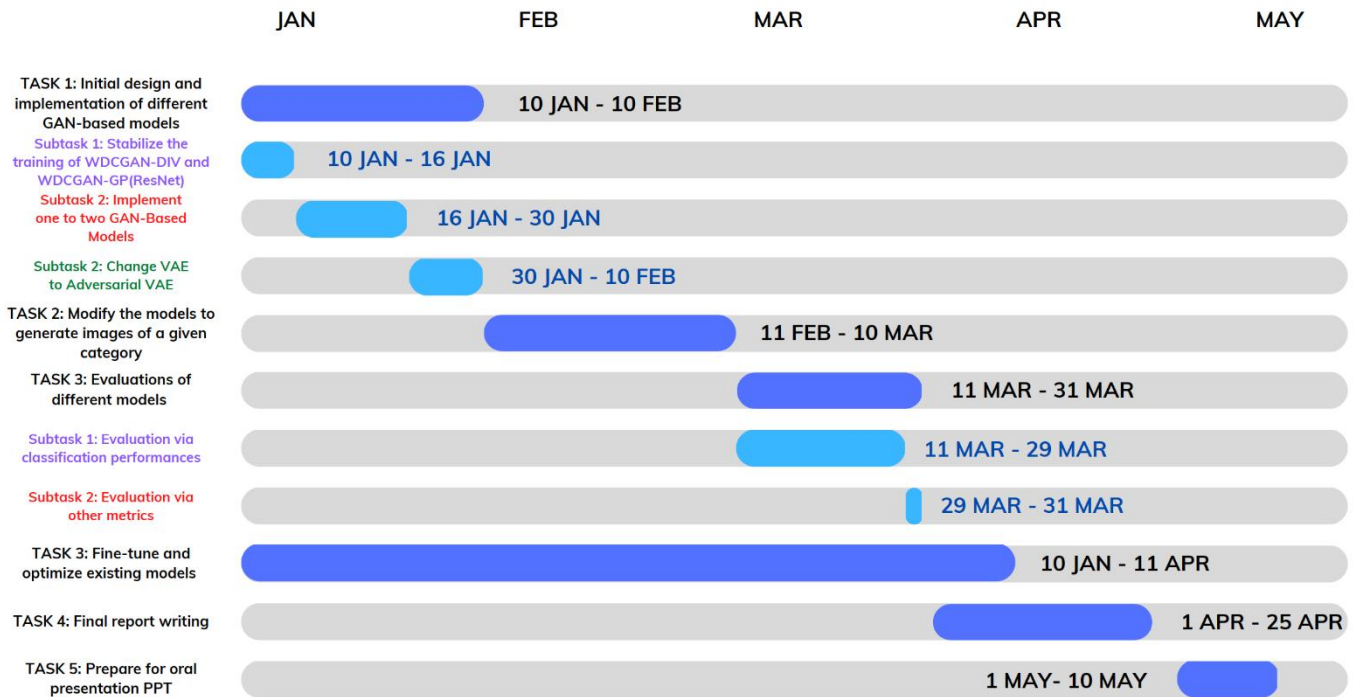 JAN FEB MAR APR MAY
TASK 1: Initial design and
implementation of different
GAN-based models
10 JAN - 10 FEB
Subtask 1: Stabilize the
training of WDCGAN-DIV and
WDCGAN-GP(ResNet)
10 JAN - 16 JAN
Subtask 2: Implement
one to two GAN-Based
Models
16 JAN - 30 JAN
Subtask 2: Change VAE
to Adversarial VAE
30 JAN - 10 FEB
TASK 2: Modify the models to
generate images of a given
category
11 FEB - 10 MAR
TASK 3: Evaluations of
different models
11 MAR - 31 MAR
Subtask 1: Evaluation via
classification performances
11 MAR - 29 MAR
Subtask 2: Evaluation via
other metrics
29 MAR - 31 MAR
TASK 3: Fine-tune and
optimize existing models
10 JAN - 11 APR
TASK 4: Final report writing
1 APR - 25 APR
TASK 5: Prepare for oral
presentation PPT
1 MAY- 10 MAY